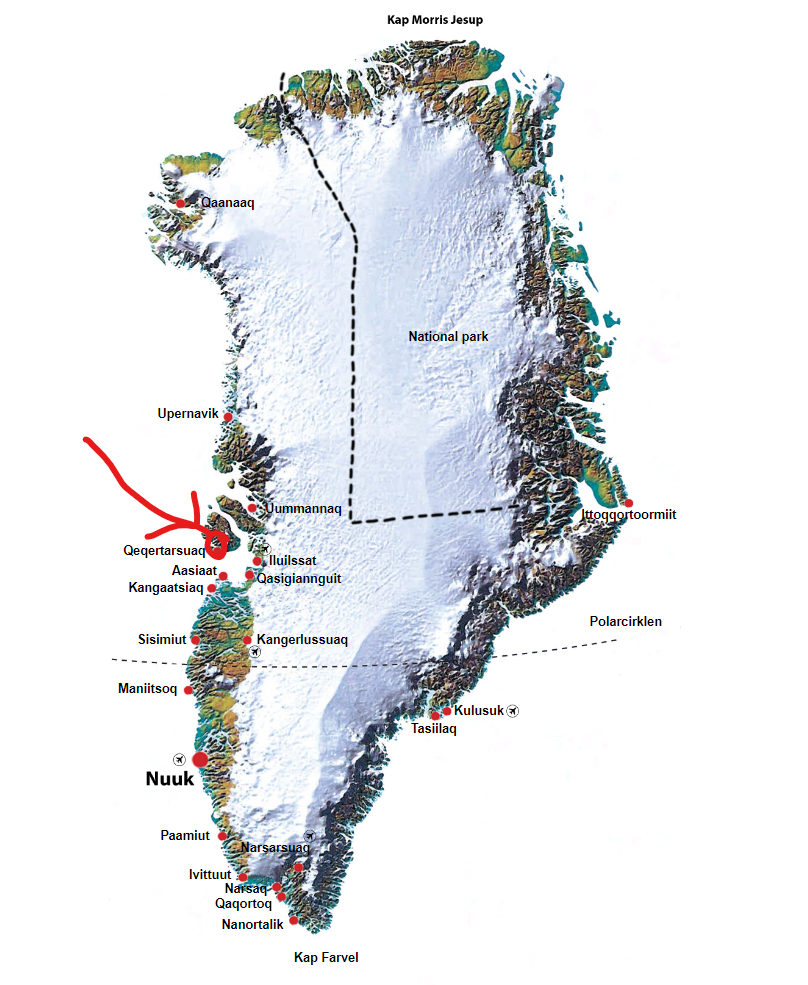 Kap Morris Jesup
Qaanaaq
National park
Upernavik
Uummannaq
Ittoqqortoormiit
Qeqertarsuaq
Iluilssat
Aasiaat
Qasigiannguit
Kangaatsiaq
Polarcirklen
Sisimiut
Kangerlussuaq
Maniitsoq
Kulusuk
Tasiilaq
Nuuk
Paamiut
Narsarsuaq
Ivittuut
Narsaq
Qaqortoq
Nanortalik
Kap Farvel